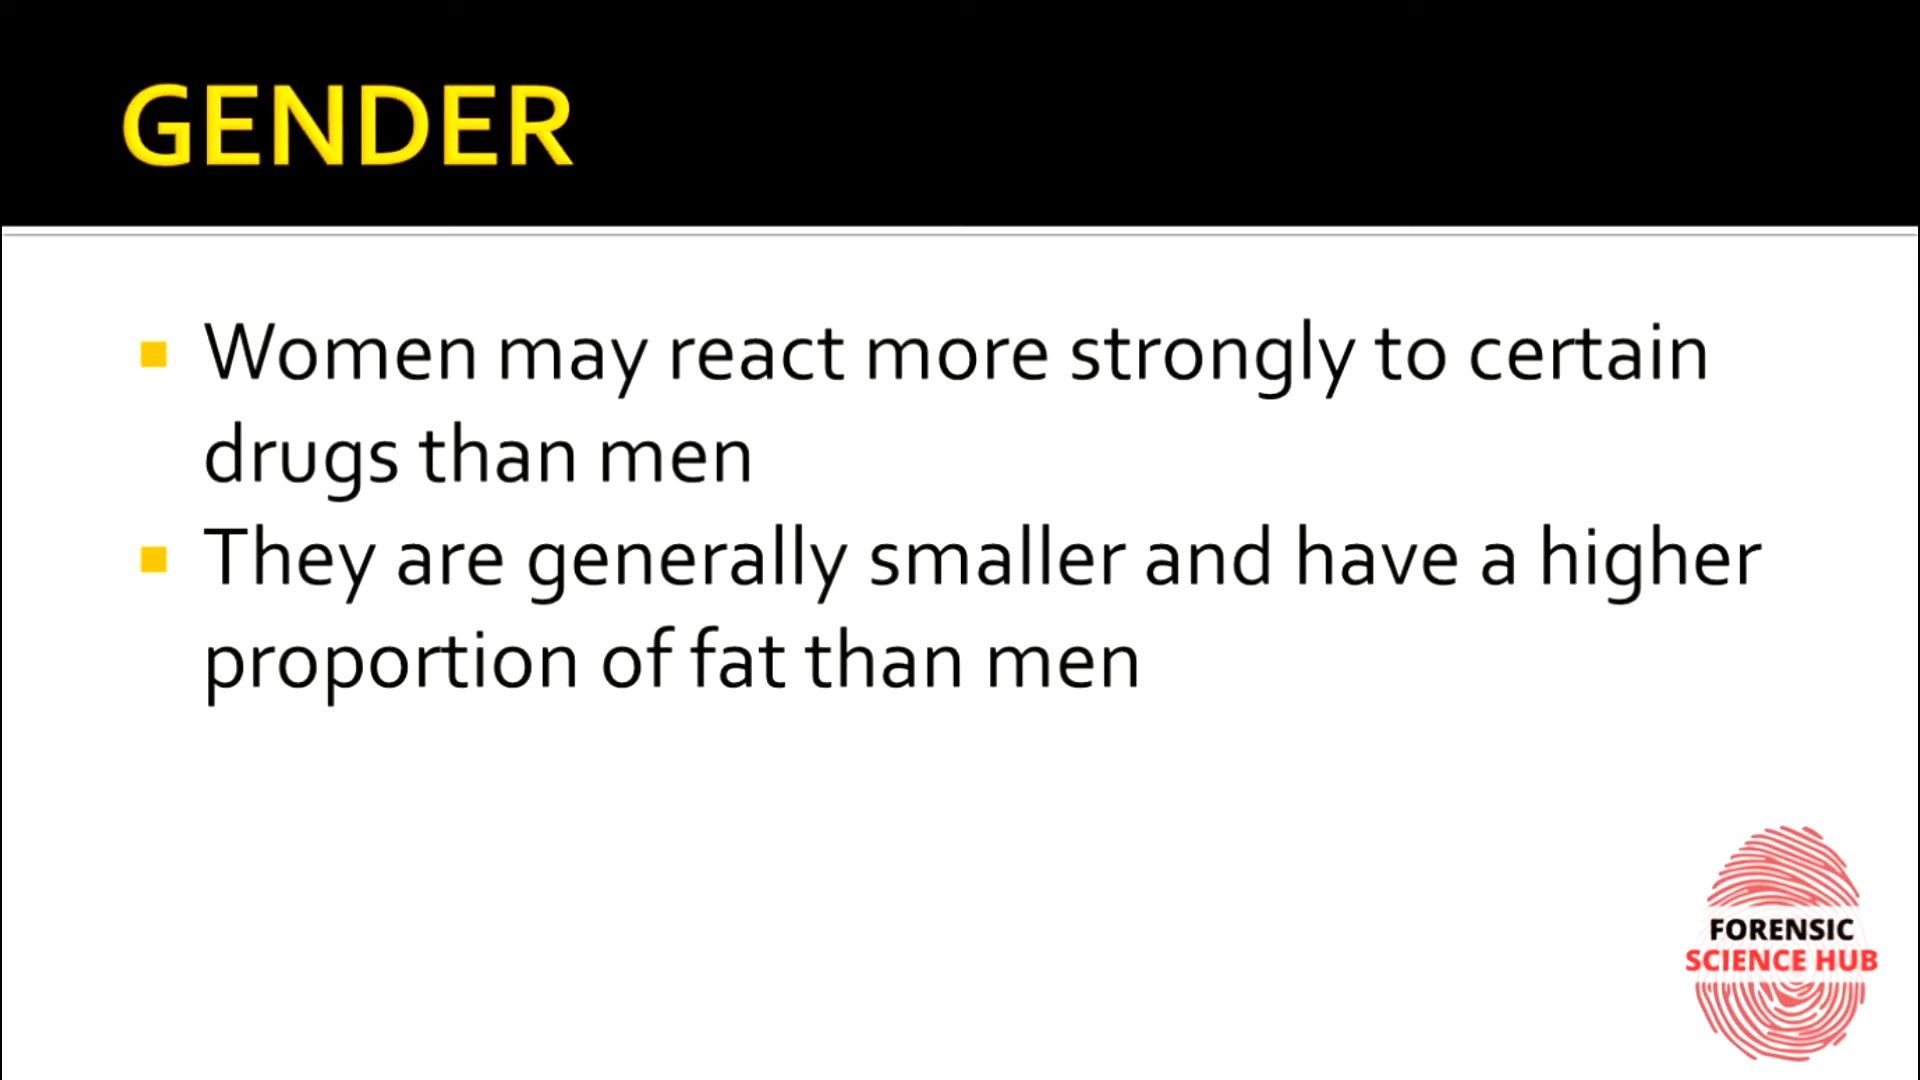 GENDER
Women may react more strongly to certain
drugs than men
They are generally smaller and have a higher
proportion of fat than men
FORENSIC
SCIENCE HUB